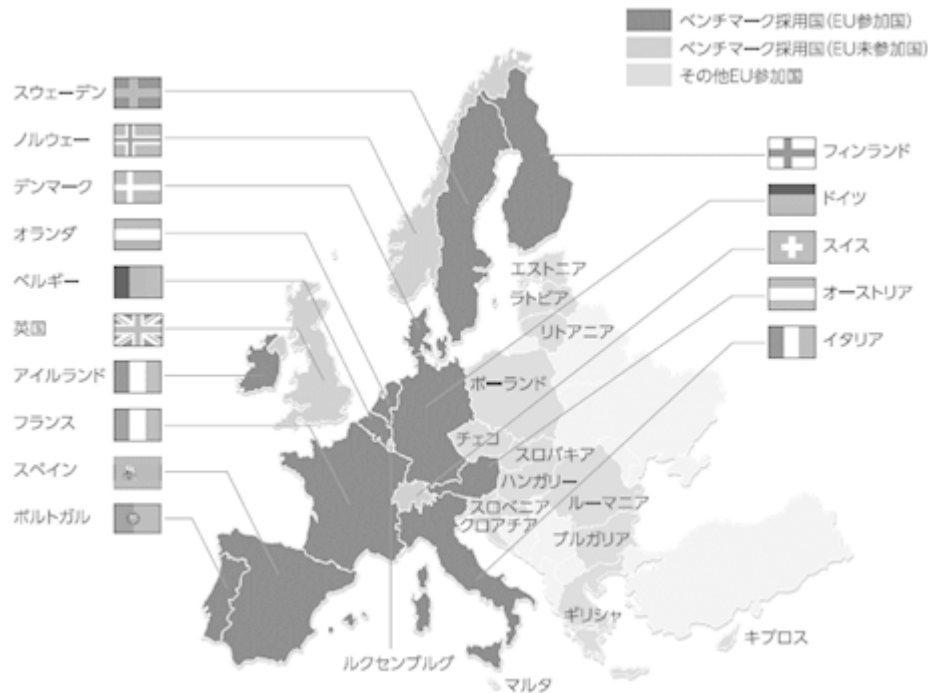 ベンチマーク採用国(EU参加国)
ベンチマーク採用国(EU未参加国)
その他EU参加国
スウェーデン
ノルウェー
デンマーク
オランダ
ベルギー
英国
アイルランド
フランス
スペイン
ポルトガル
フィンランド
ドイツ
スイス
オーストリア
イタリア
エストニア
ラトビア
リトアニア
ポーランド
チェコ
スロバキア
ハンガリー
スロベニア
クロアチア
ルーマニア
ブルガリア
ギリシャ
キプロス
ルクセンブルグ
マルタ